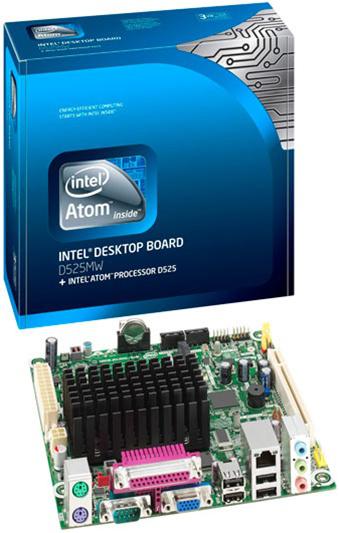 INTEL® DESKTOP BOARD
ENERGY-EFFICIENT COMPUTING
STARTS WITH INTEL INSIDE®
intel
Atom inside™
INTEL® DESKTOP BOARD
D525MW
+ INTEL® ATOM™ PROCESSOR D525